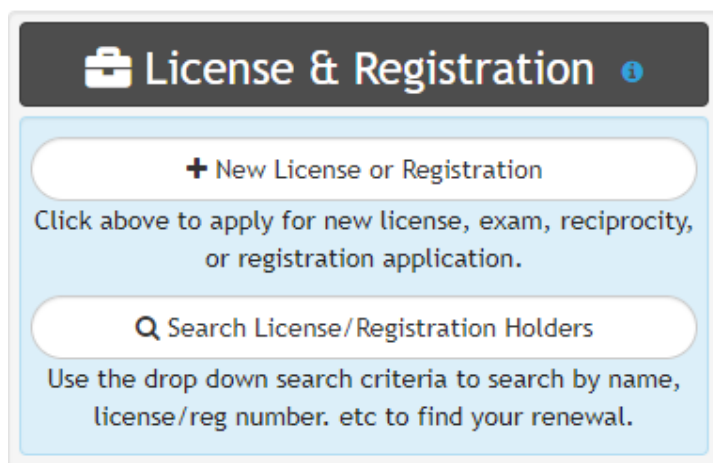 License & Registration
New License or Registration
Click above to apply for new license, exam, reciprocity,
or registration application.
Search License/Registration Holders
Use the drop down search criteria to search by name,
license/reg number. etc to find your renewal.